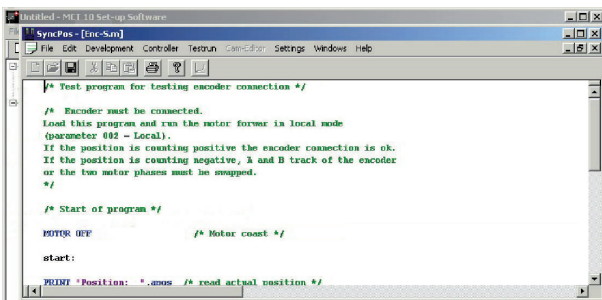 Untitled - MCT 10 Set-up Software
SyncPos - [Enc-S.m]
File Edit Development Controller Testrun Cam-Editor Settings Windows Help
/* Test program for testing encoder connection */
/* Encoder must be connected.
Load this program and run the motor forwar in local mode
(parameter 002 - Local).
If the position is counting positive the encoder connection is ok.
If the position is counting negative, A and B track of the encoder
or the two motor phases must be swapped.
*/
/* Start of program */
MOTOR OFF /* Motor coast */
start:
PRINT "Position: ",apos /* read actual position */